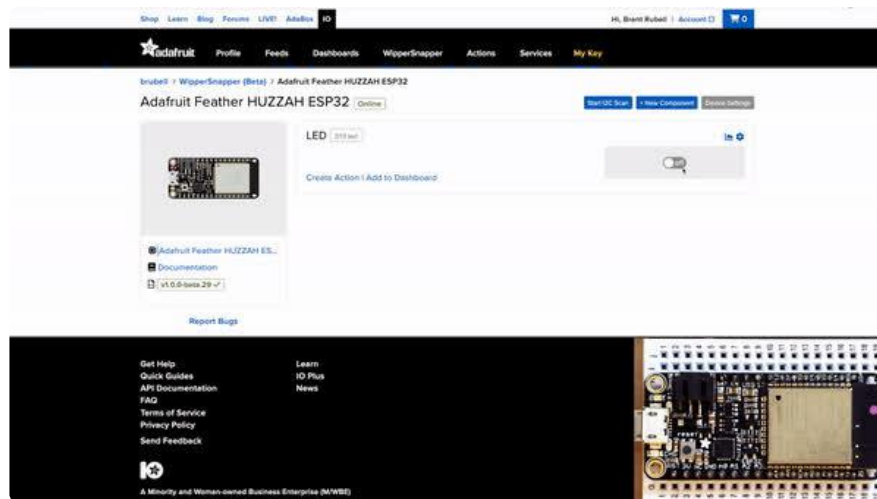 Shop Learn Blog Forums LIVE! AdaBox IO
Hi, Brent Rubell | Account
0
adafruit Profile Feeds Dashboards WipperSnapper Actions Services My Key
brubell / WipperSnapper (Beta) / Adafruit Feather HUZZAH ESP32
Adafruit Feather HUZZAH ESP32 Online
Start I2C Scan + New Component Device Settings
LED
off
Create Action | Add to Dashboard
Adafruit Feather HUZZAH ES...
Documentation
v1.0.0-beta.29
Report Bugs
Get Help
Quick Guides
API Documentation
FAQ
Terms of Service
Privacy Policy
Send Feedback
Learn
IO Plus
News
A Minority and Woman-owned Business Enterprise (M/WBE)